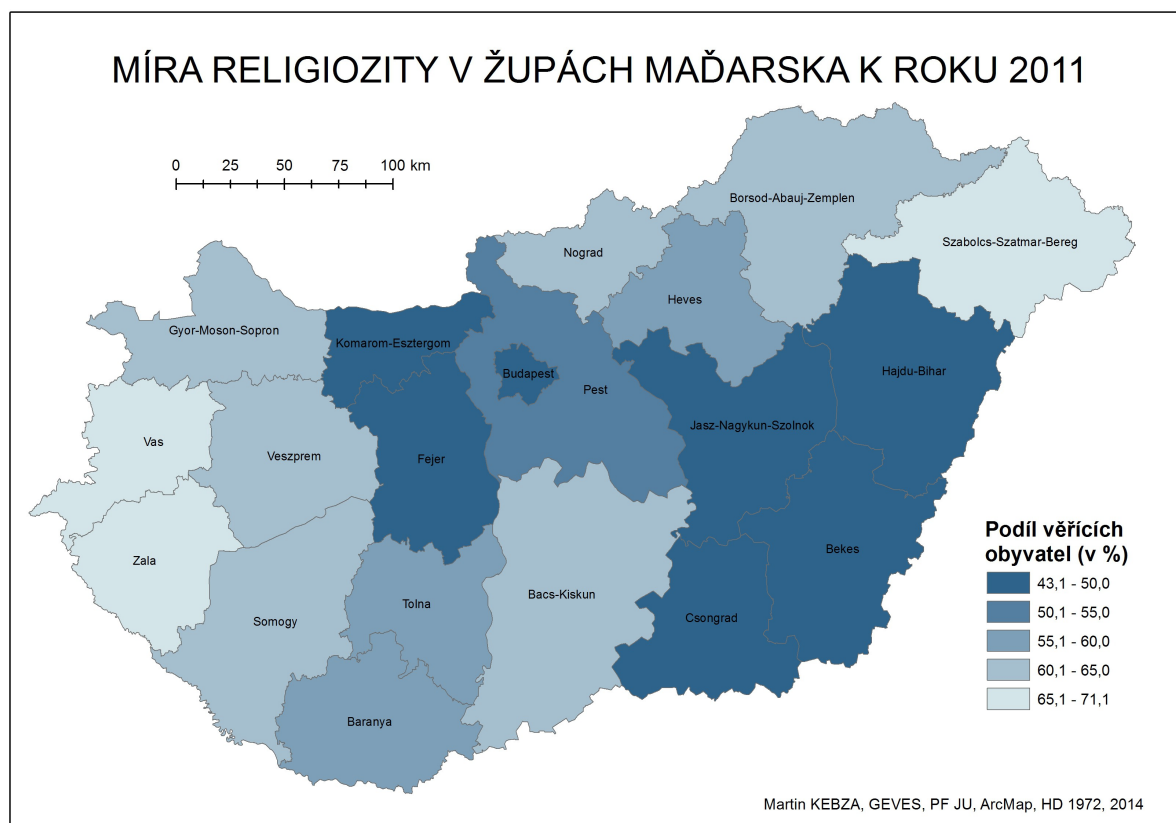 MÍRA RELIGIOZITY V ŽUPÁCH MAĎARSKA K ROKU 2011
0 25 50 75 100 km
Borsod-Abauj-Zemplen
Szabolcs-Szatmar-Bereg
Nograd
Heves
Gyor-Moson-Sopron
Komarom-Esztergom
Budapest
Hajdu-Bihar
Pest
Jasz-Nagykun-Szolnok
Vas
Veszprem
Fejer
Bekes
Zala
Bacs-Kiskun
Tolna
Csongrad
Somogy
Baranya
Podíl věřících
obyvatel (v %)
43,1 - 50,0
50,1 - 55,0
55,1 - 60,0
60,1 - 65,0
65,1 - 71,1
Martin KEBZA, GEVES, PF JU, ArcMap, HD 1972, 2014